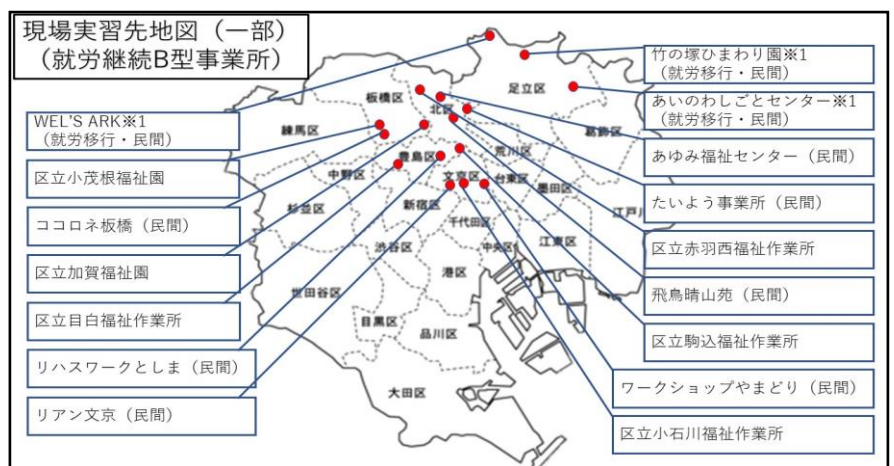 現場実習先地図（一部）
（就労継続B型事業所）
WEL'S ARK※1
（就労移行・民間）
区立小茂根福祉園
ココロネ板橋（民間）
区立加賀福祉園
区立目白福祉作業所
リハスワークとしま（民間）
リアン文京（民間）
竹の塚ひまわり園※1
（就労移行・民間）
あいのわしごとセンター※1
（就労移行・民間）
あゆみ福祉センター（民間）
たいよう事業所（民間）
区立赤羽西福祉作業所
飛鳥晴山苑（民間）
区立駒込福祉作業所
ワークショップやまどり（民間）
区立小石川福祉作業所
足立区
板橋区
北区
葛飾区
練馬区
荒川区
豊島区
文京区
台東区
中野区
墨田区
杉並区
新宿区
江戸川
千代田区
中央区
江東区
渋谷区
港区
世田谷区
目黒区
品川区
大田区